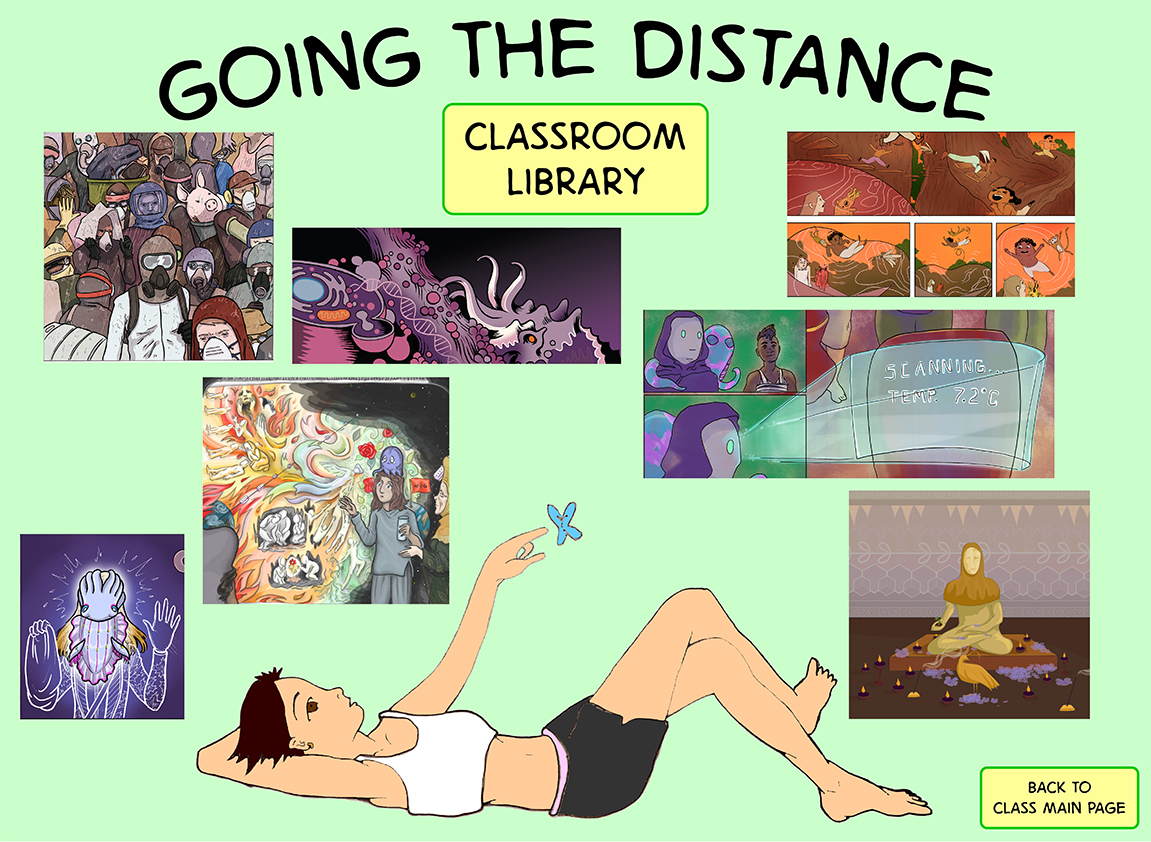 GOING THE DISTANCE
CLASSROOM
LIBRARY
SCANNING...
TEMP. 7.2°C
BACK TO
CLASS MAIN PAGE